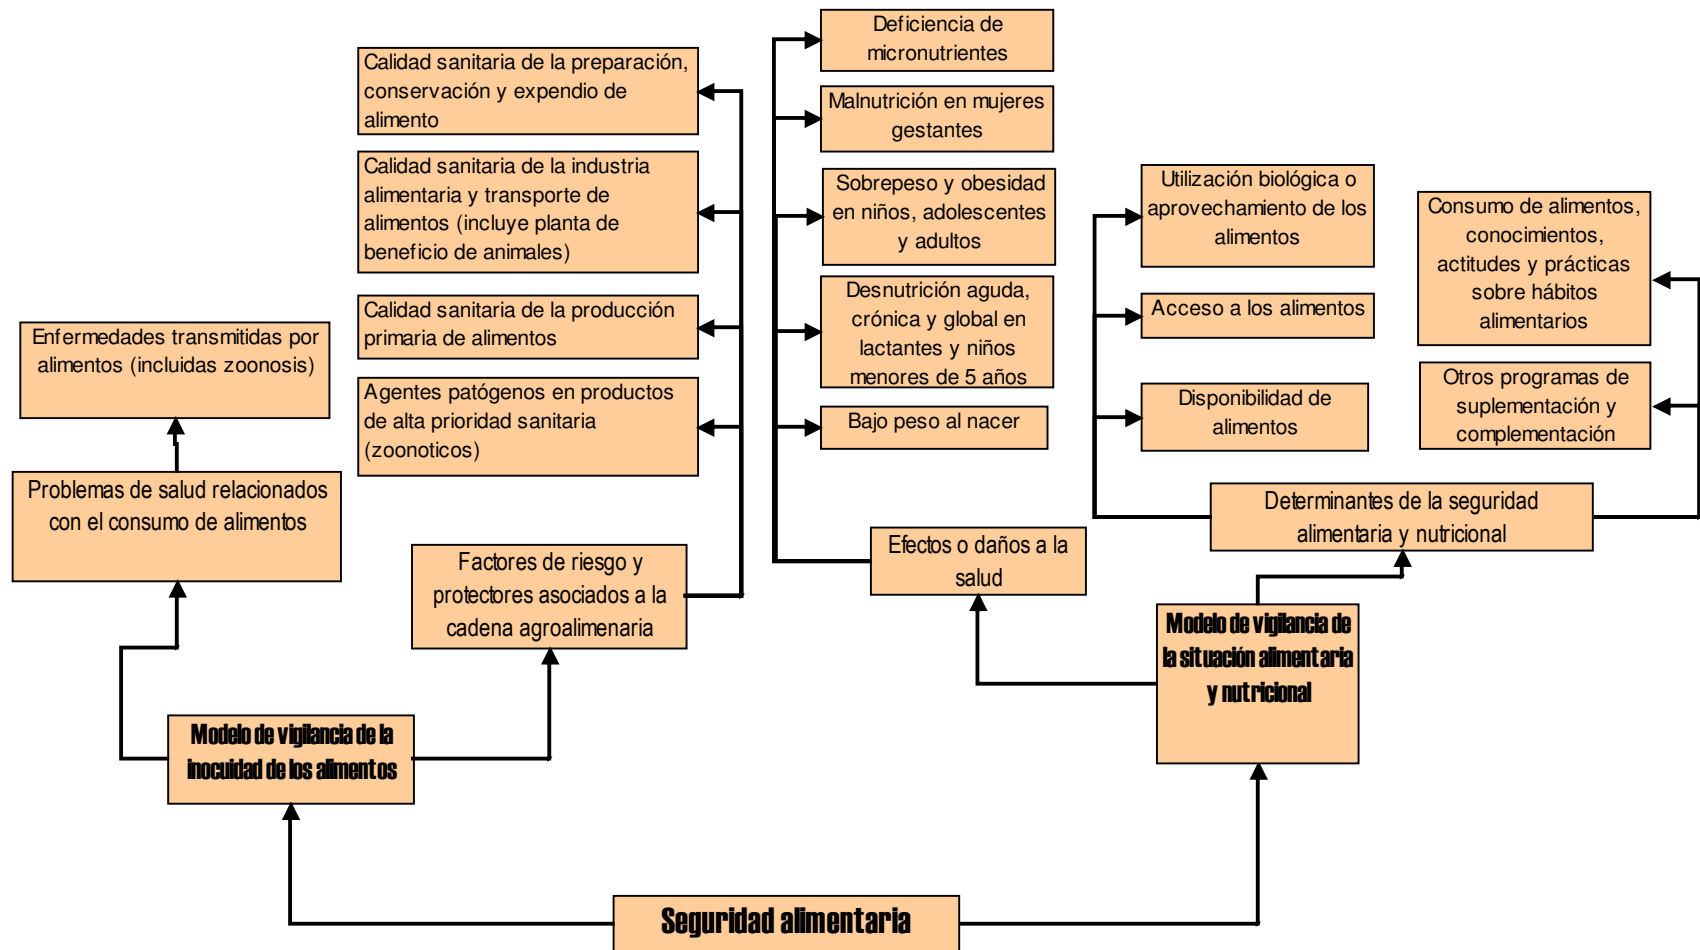 Deficiencia de
micronutrientes
Calidad sanitaria de la preparación,
conservación y expendio de
alimento
Malnutrición en mujeres
gestantes
Calidad sanitaria de la industria
alimentaria y transporte de
alimentos (incluye planta de
beneficio de animales)
Sobrepeso y obesidad
en niños, adolescentes
y adultos
Utilización biológica o
aprovechamiento de los
alimentos
Consumo de alimentos,
conocimientos,
actitudes y prácticas
sobre hábitos
alimentarios
Desnutrición aguda,
crónica y global en
lactantes y niños
menores de 5 años
Acceso a los alimentos
Calidad sanitaria de la producción
primaria de alimentos
Enfermedades transmitidas por
alimentos (incluidas zoonosis)
Agentes patógenos en productos
de alta prioridad sanitaria
(zoonoticos)
Bajo peso al nacer
Disponibilidad de
alimentos
Otros programas de
suplementación y
complementación
Problemas de salud relacionados
con el consumo de alimentos
Determinantes de la seguridad
alimentaria y nutricional
Factores de riesgo y
protectores asociados a la
cadena agroalimenaria
Efectos o daños a la
salud
Modelo de vigilancia de
la situación alimentaria
y nutricional
Modelo de vigilancia de la
inocuidad de los alimentos
Seguridad alimentaria